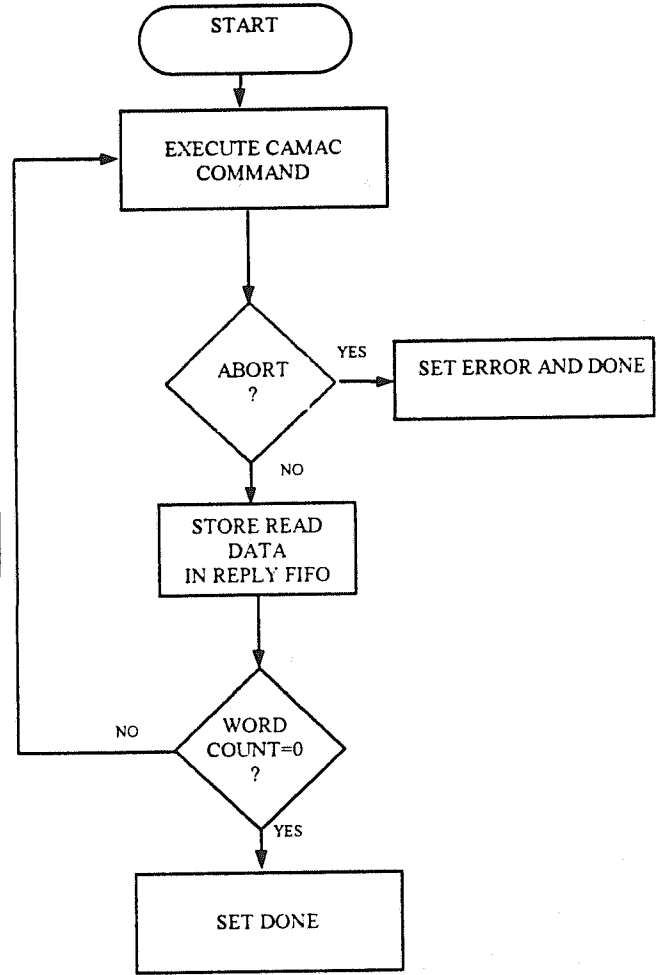 START
EXECUTE CAMAC
COMMAND
ABORT
?
YES
SET ERROR AND DONE
NO
STORE READ
DATA
IN REPLY FIFO
NO
WORD
COUNT=0
?
YES
SET DONE